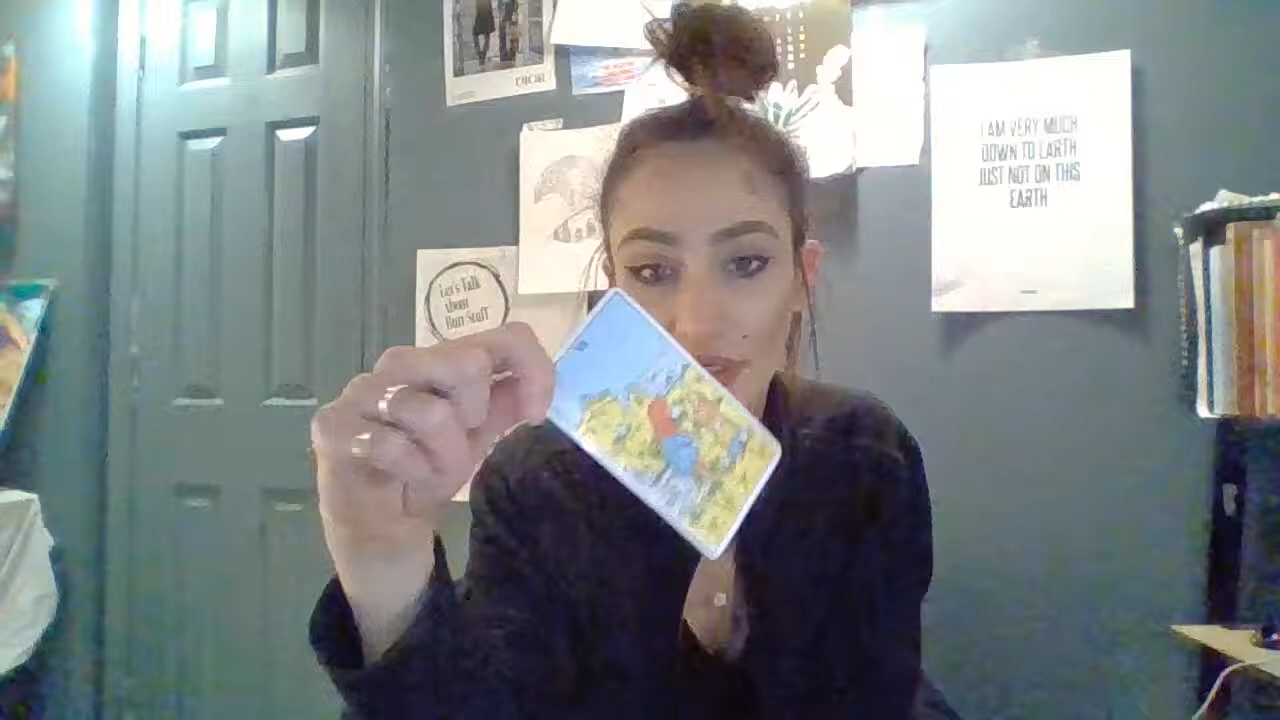 DIOR
Let's Talk
about
Butt Stuff
I AM VERY MUCH
DOWN TO EARTH
JUST NOT ON THIS
EARTH